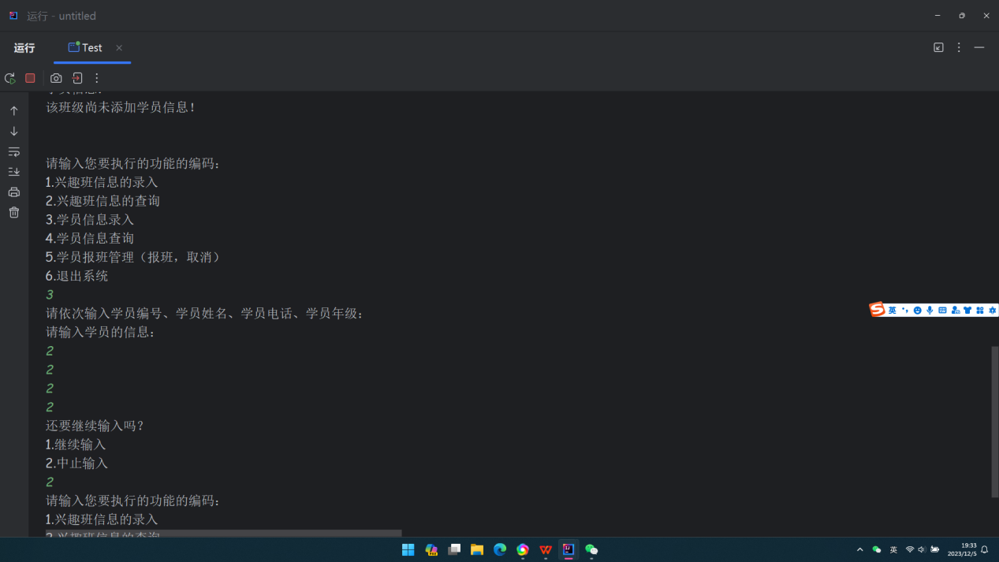 运行 - untitled
运行
Test
学员信息:
该班级尚未添加学员信息!
请输入您要执行的功能的编码:
1.兴趣班信息的录入
2.兴趣班信息的查询
3.学员信息录入
4.学员信息查询
5.学员报班管理（报班，取消）
6.退出系统
3
请依次输入学员编号、学员姓名、学员电话、学员年级:
请输入学员的信息:
2
2
2
2
还要继续输入吗?
1.继续输入
2.中止输入
2
请输入您要执行的功能的编码:
1.兴趣班信息的录入
2.兴趣班信息的查询
英
英
19:33
2023/12/5